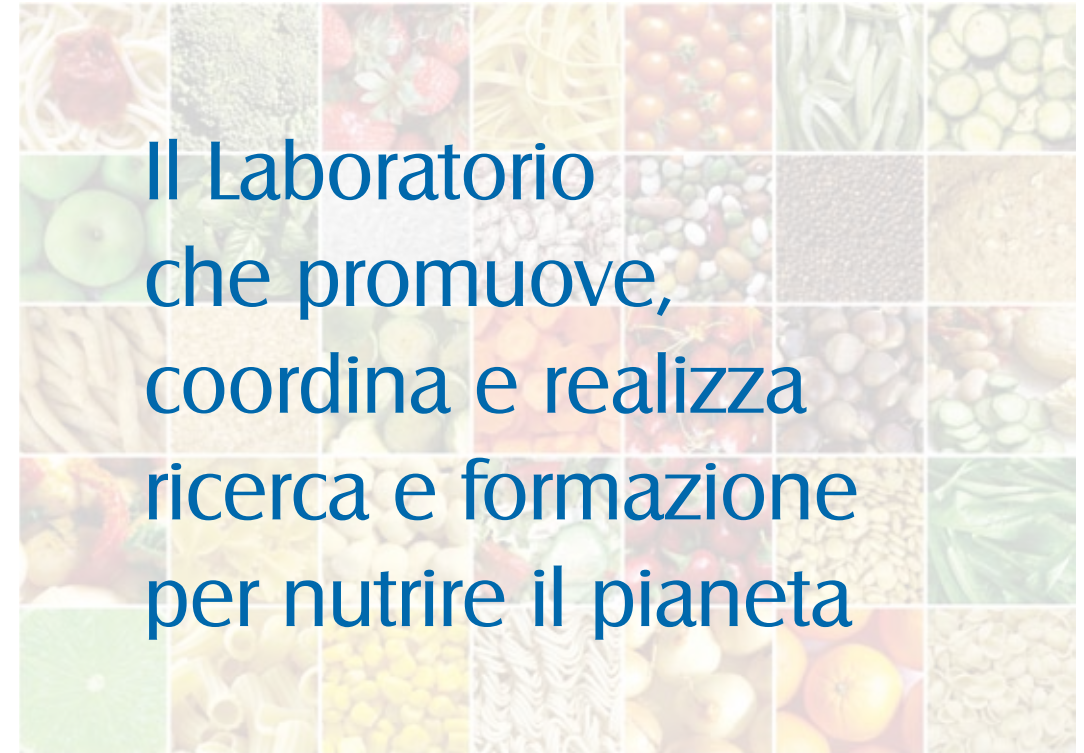 Il Laboratorio
che promuove,
coordina e realizza
ricerca e formazione
per nutrire il pianeta